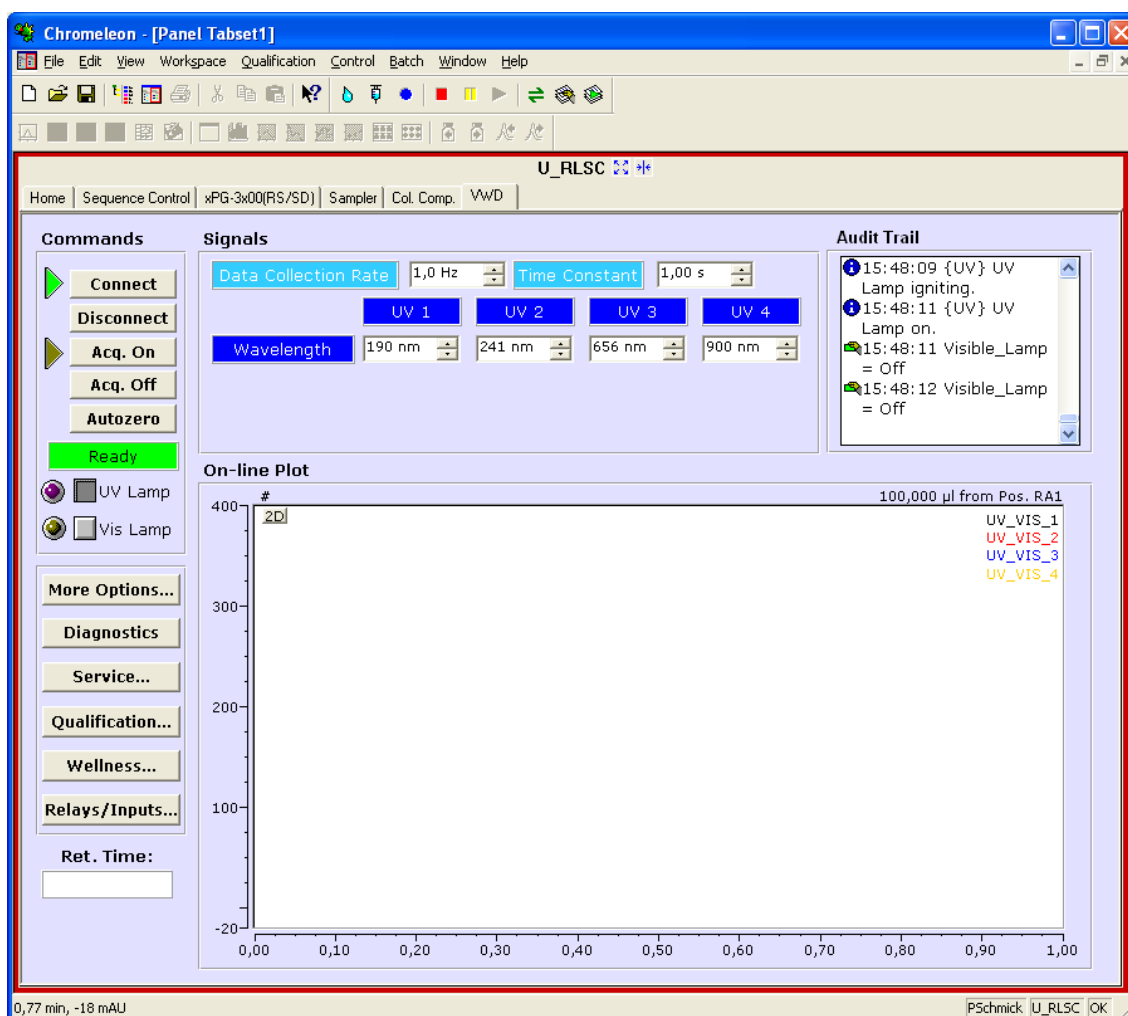 Chromeleon - [Panel Tabset1]
File Edit View Workspace Qualification Control Batch Window Help
U_RLSC
Home Sequence Control xPG-3x00(RS/SD) Sampler Col. Comp. VWD
Commands
Connect
Disconnect
Acq. On
Acq. Off
Autozero
Ready
UV Lamp
Vis Lamp
More Options...
Diagnostics
Service...
Qualification...
Wellness...
Relays/Inputs...
Ret. Time:
Signals
Data Collection Rate 1,0 Hz Time Constant 1,00 s
UV 1 UV 2 UV 3 UV 4
Wavelength 190 nm 241 nm 656 nm 900 nm
Audit Trail
15:48:09 {UV} UV
Lamp igniting.
15:48:11 {UV} UV
Lamp on.
15:48:11 Visible_Lamp
= Off
15:48:12 Visible_Lamp
= Off
On-line Plot
# 100,000 µl from Pos. RA1
2D
UV_VIS_1
UV_VIS_2
UV_VIS_3
UV_VIS_4
400
300
200
100
-20
0,00 0,10 0,20 0,30 0,40 0,50 0,60 0,70 0,80 0,90 1,00
0,77 min, -18 mAU PSchmick U_RLSC OK